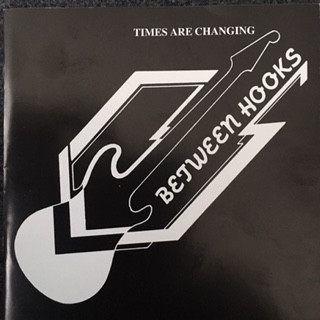 TIMES ARE CHANGING
BETWEEN HOOKS